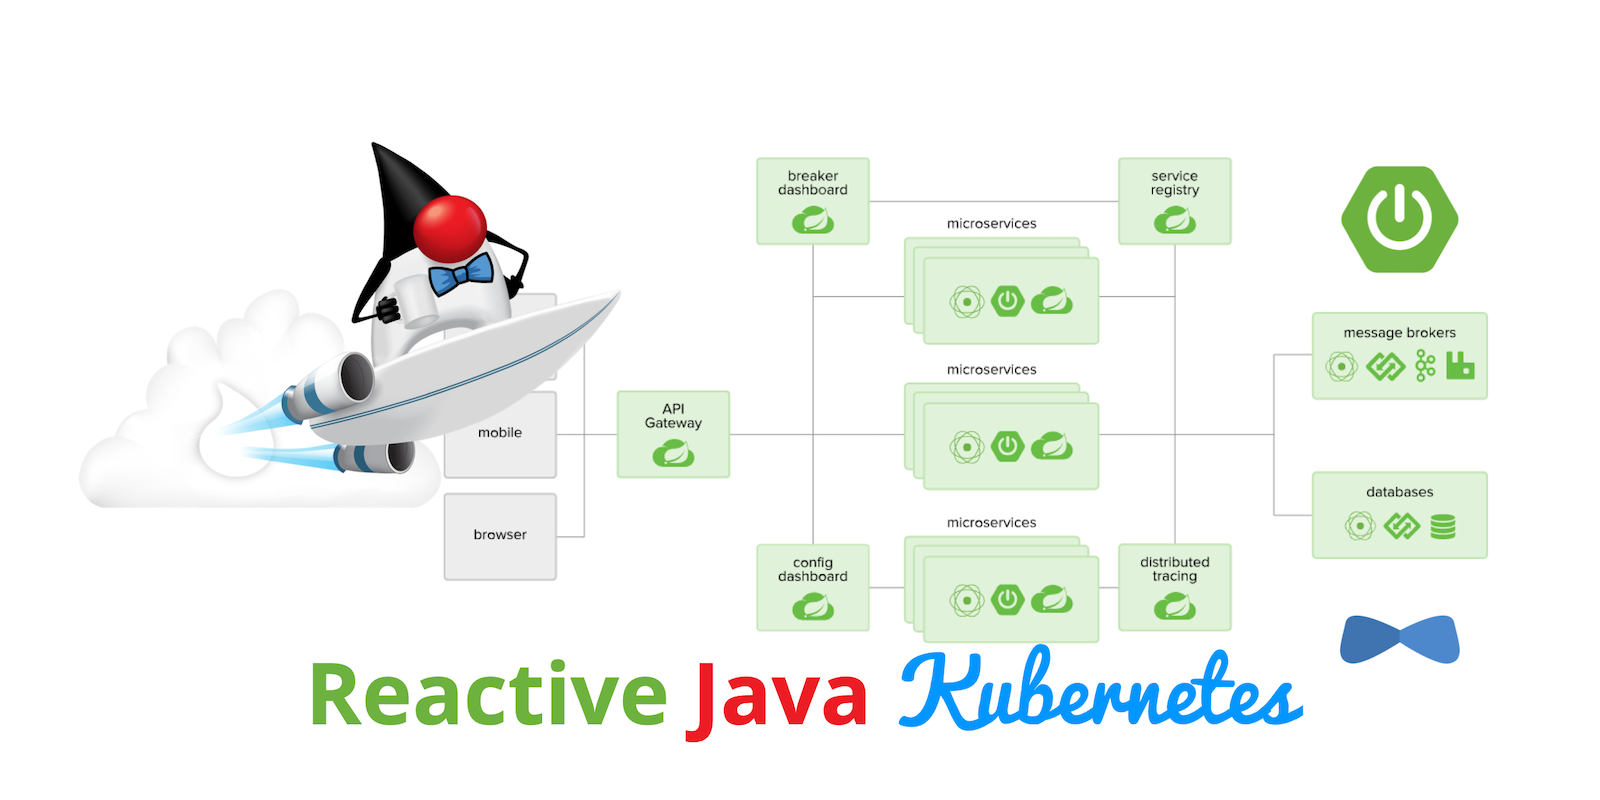 breaker
dashboard
service
registry
microservices
message brokers
microservices
API
Gateway
mobile
databases
microservices
browser
config
dashboard
distributed
tracing
Reactive Java Kubernetes